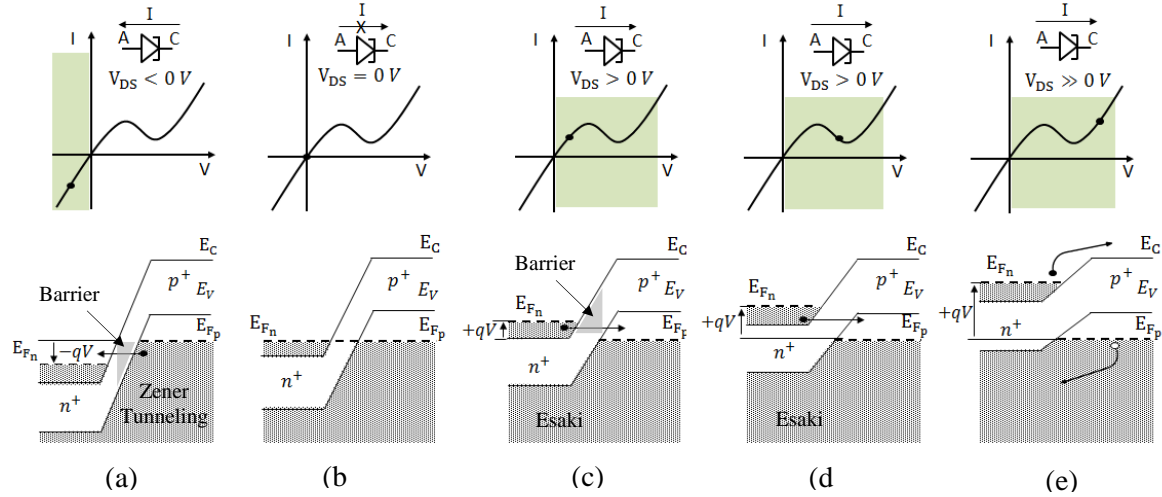 I
A C
V_DS < 0 V
I
V
E_C
p⁺ E_V
Barrier
E_Fp
E_Fn
−qV
n⁺
Zener
Tunneling
(a)
I
X
A C
V_DS = 0 V
I
V
E_C
p⁺ E_V
E_Fn
E_Fp
n⁺
(b
I
A C
V_DS > 0 V
I
V
E_C
Barrier
p⁺ E_V
E_Fn
+qV
E_Fp
n⁺
Esaki
(c)
I
A C
V_DS > 0 V
I
V
E_C
p⁺ E_V
E_Fn
+qV
E_Fp
n⁺
Esaki
(d
I
A C
V_DS ≫ 0 V
I
V
E_C
E_Fn
p⁺ E_V
+qV
n⁺
E_Fp
(e)